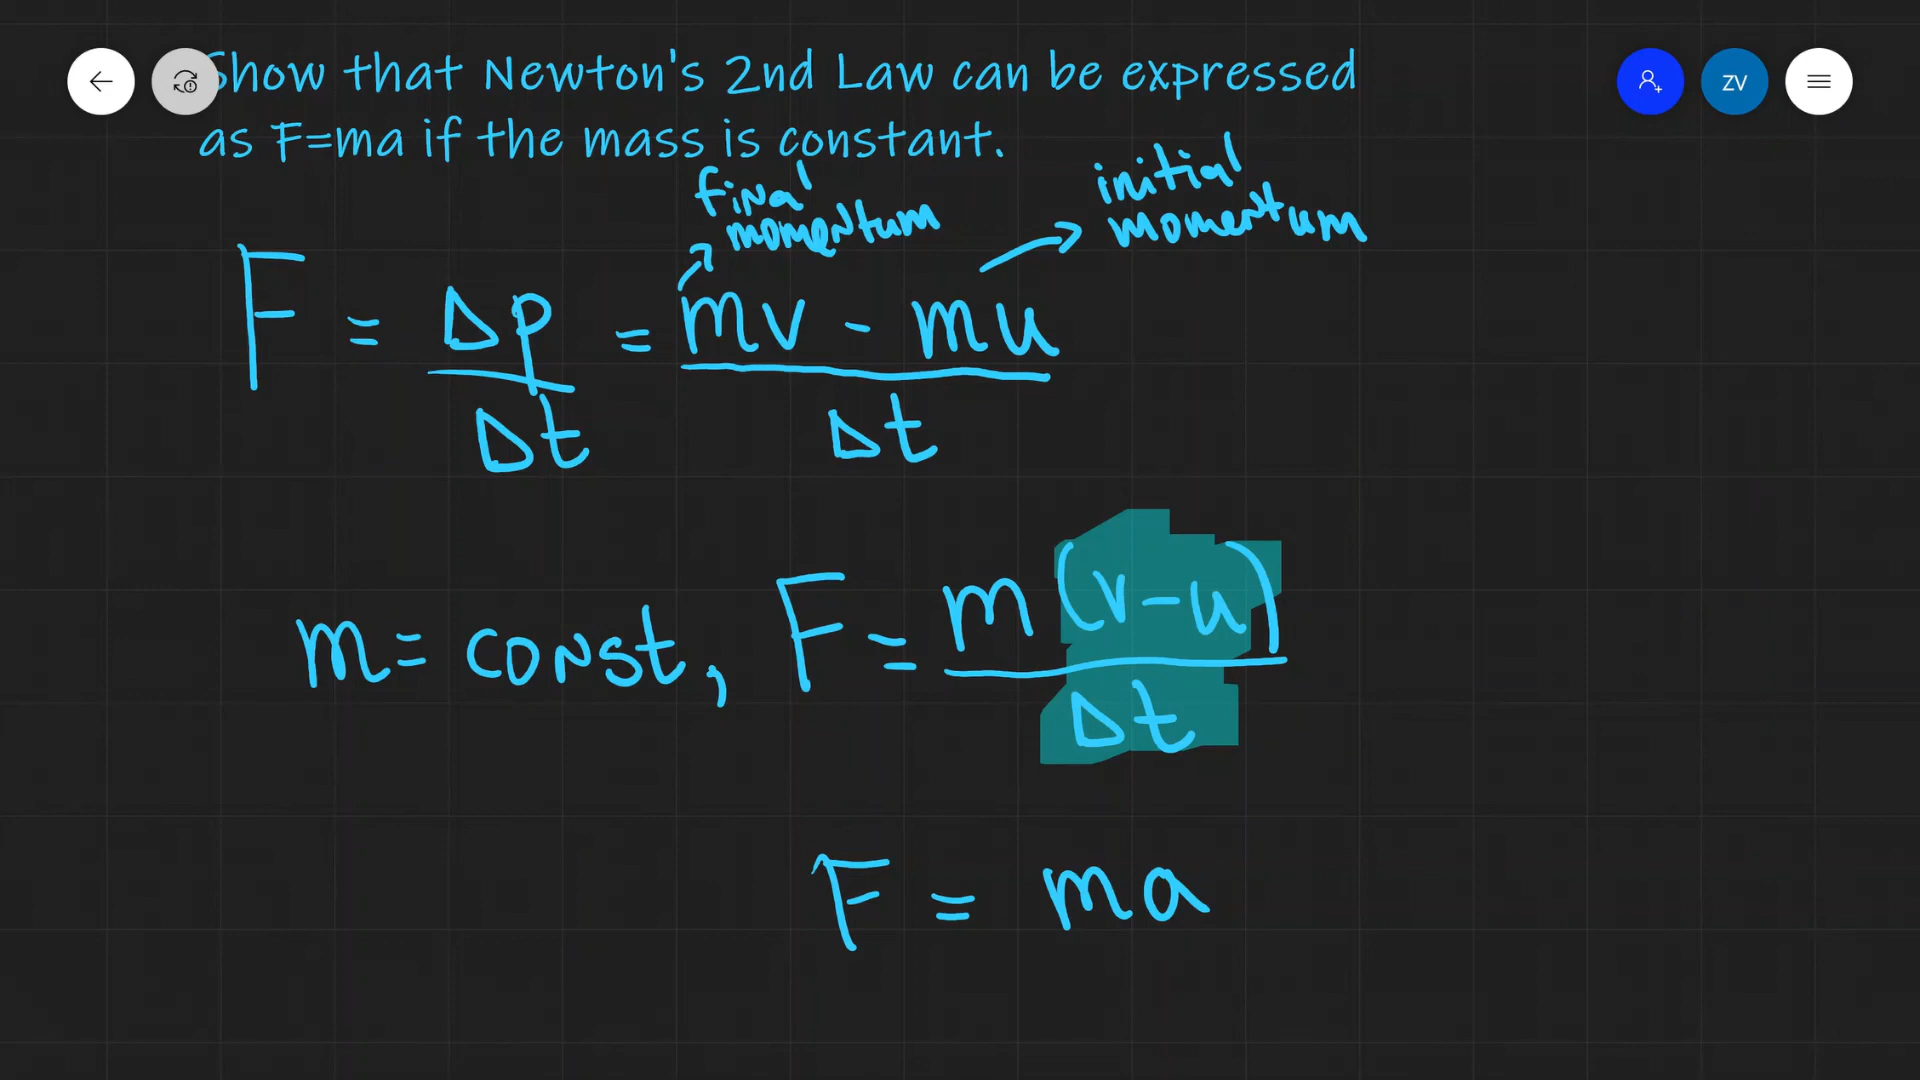 Show that Newton's 2nd Law can be expressed
as F=ma if the mass is constant.
final
momentum
initial
momentum
F = Δp/Δt = mv - mu/Δt
m = const, F = m(v-u)/Δt
F = ma
ZV